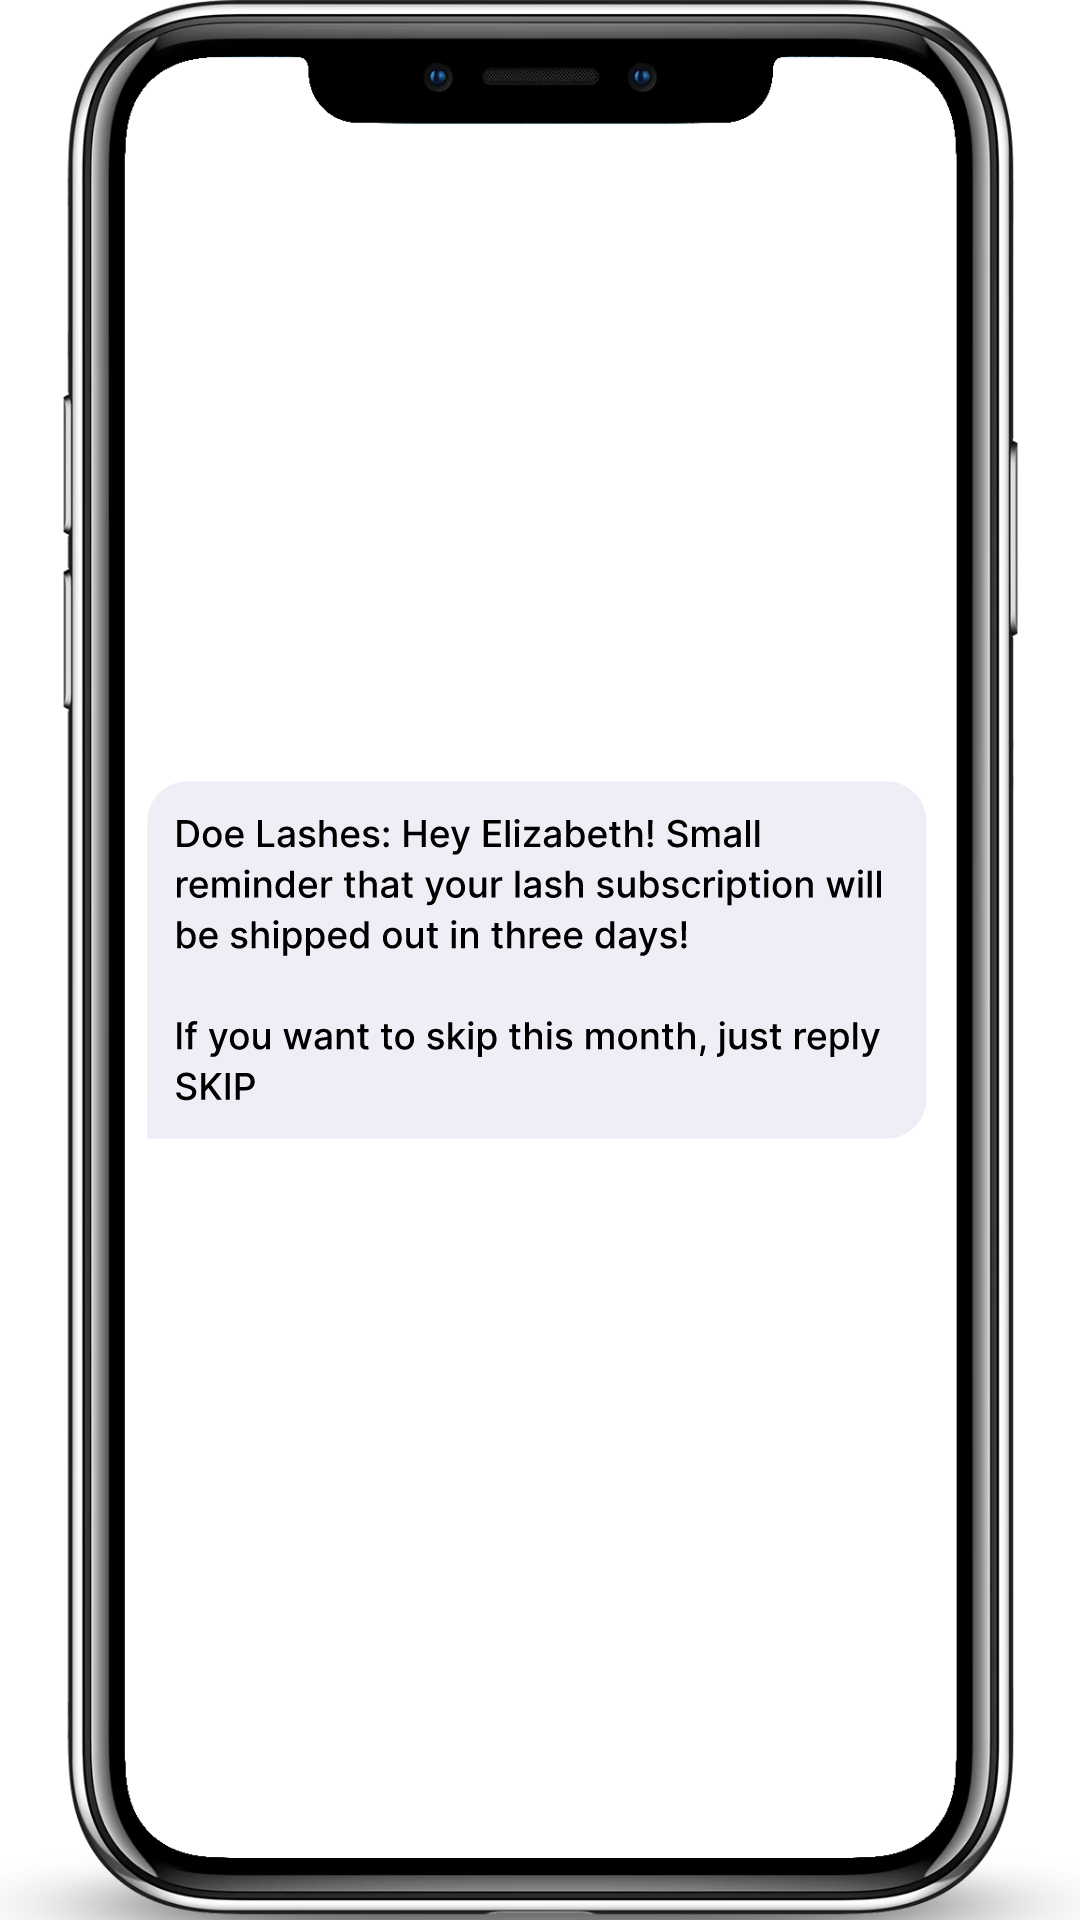 Doe Lashes: Hey Elizabeth! Small
reminder that your lash subscription will
be shipped out in three days!
If you want to skip this month, just reply
SKIP